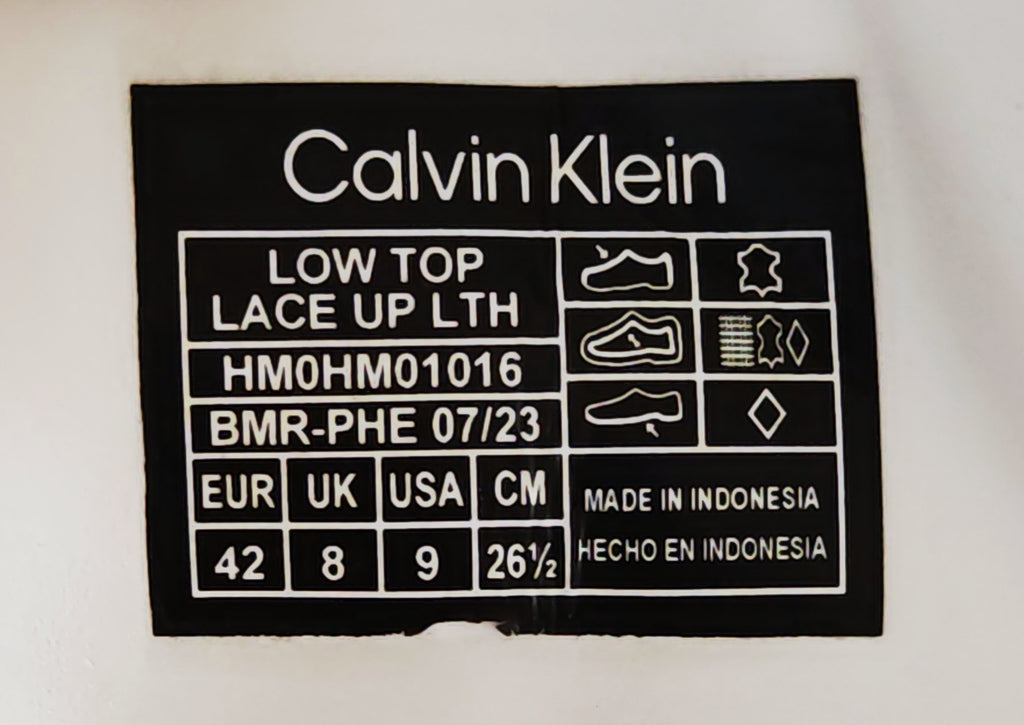 Calvin Klein
LOW TOP
LACE UP LTH
HM0HM01016
BMR-PHE 07/23
EUR UK USA CM
42 8 9 26½
MADE IN INDONESIA
HECHO EN INDONESIA